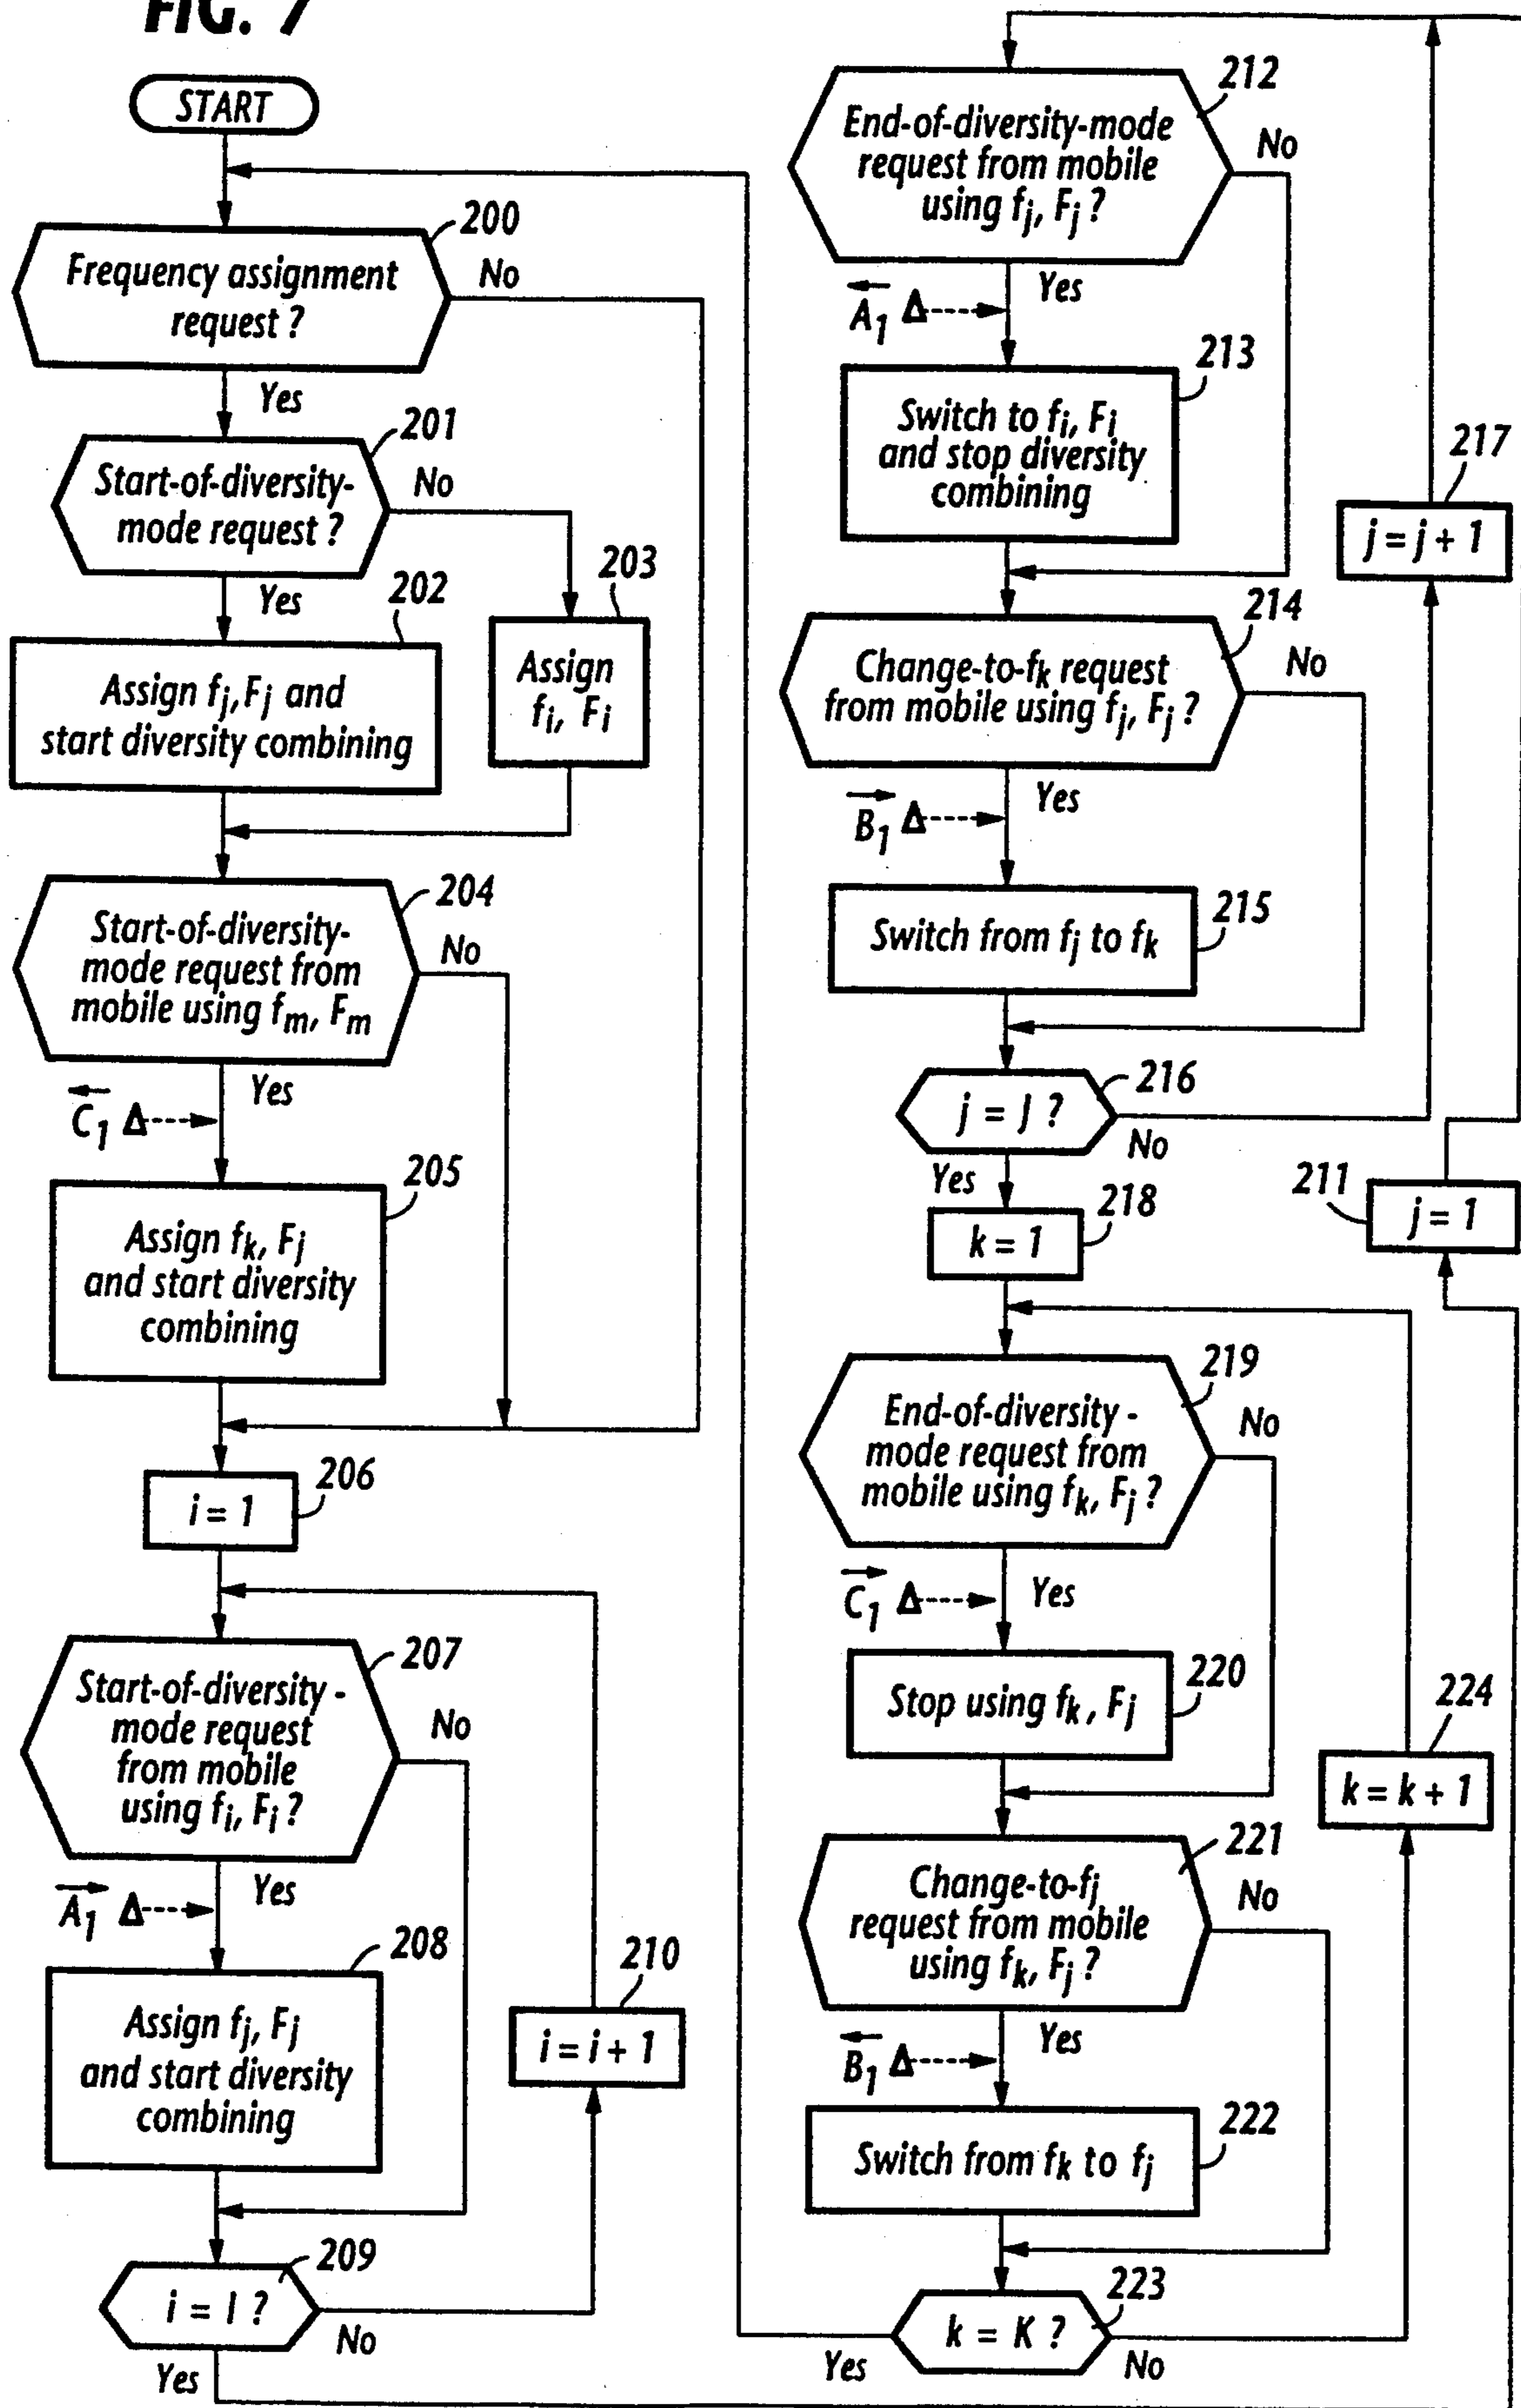 FIG. 7
START
200
Frequency assignment
request ?
No
Yes
201
Start-of-diversity-
mode request ?
No
Yes
202
Assign fj, Fj and
start diversity combining
203
Assign
fi, Fi
204
Start-of-diversity-
mode request from
mobile using fm, Fm
No
Yes
C1 Δ
205
Assign fk, Fj
and start diversity
combining
206
i = 1
207
Start-of-diversity-
mode request
from mobile
using fi, Fi ?
No
Yes
A1 Δ
208
Assign fj, Fj
and start diversity
combining
210
i = i + 1
209
i = I ?
No
Yes
212
End-of-diversity-mode
request from mobile
using fj, Fj ?
No
Yes
A1 Δ
213
Switch to fi, Fi
and stop diversity
combining
217
j = j + 1
214
Change-to-fk request
from mobile using fj, Fj ?
No
Yes
B1 Δ
215
Switch from fj to fk
216
j = J ?
No
Yes
211
j = 1
218
k = 1
219
End-of-diversity-
mode request from
mobile using fk, Fj ?
No
Yes
C1 Δ
220
Stop using fk, Fj
224
k = k + 1
221
Change-to-fj
request from mobile
using fk, Fj ?
No
Yes
B1 Δ
222
Switch from fk to fj
223
k = K ?
Yes
No